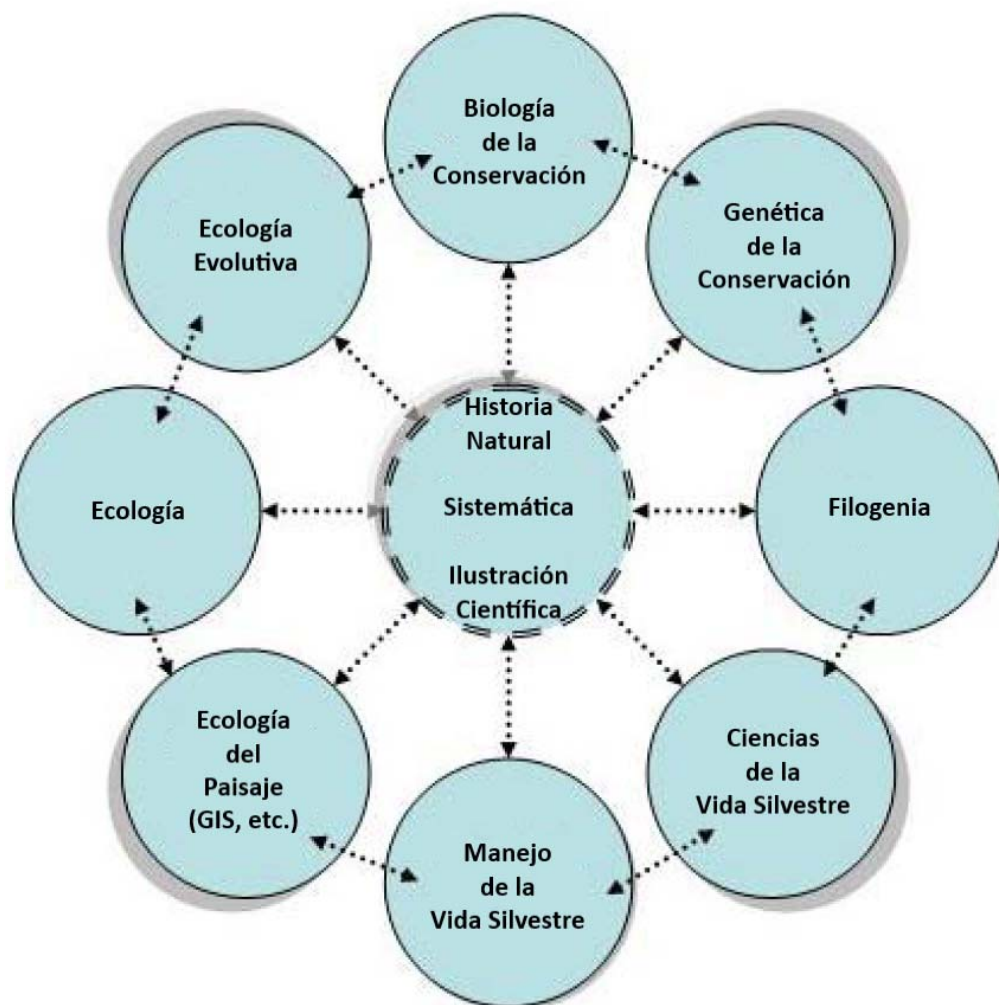 Biología
de la
Conservación
Genética
de la
Conservación
Ecología
Evolutiva
Historia
Natural
Sistemática
Ilustración
Científica
Ecología
Filogenia
Ecología
del
Paisaje
(GIS, etc.)
Ciencias
de la
Vida Silvestre
Manejo
de la
Vida Silvestre